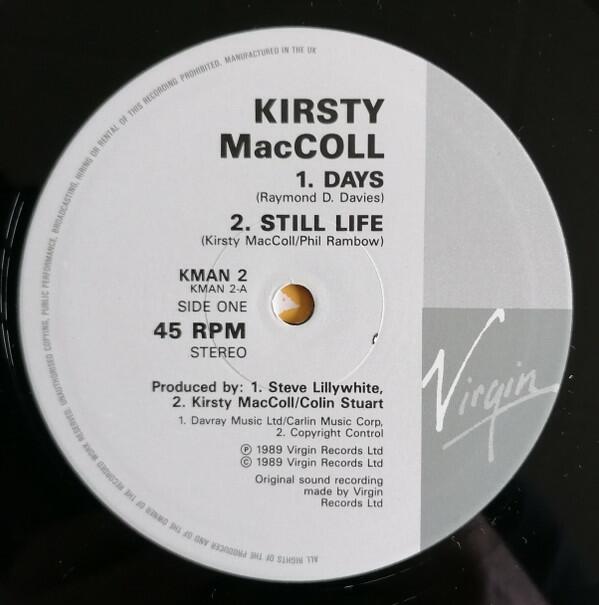 KIRSTY
MacCOLL
1. DAYS
(Raymond D. Davies)
2. STILL LIFE
(Kirsty MacColl/Phil Rambow)
KMAN 2
KMAN 2-A
SIDE ONE
45 RPM
STEREO
Produced by: 1. Steve Lillywhite,
2. Kirsty MacColl/Colin Stuart
1. Davray Music Ltd/Carlin Music Corp,
2. Copyright Control
℗ 1989 Virgin Records Ltd
© 1989 Virgin Records Ltd
Original sound recording
made by Virgin
Records Ltd
Virgin
ALL RIGHTS OF THE PRODUCER AND OF THE OWNER OF THE RECORDED WORK RESERVED. UNAUTHORISED COPYING, PUBLIC PERFORMANCE, BROADCASTING, HIRING OR RENTAL OF THIS RECORDING PROHIBITED. MANUFACTURED IN THE UK